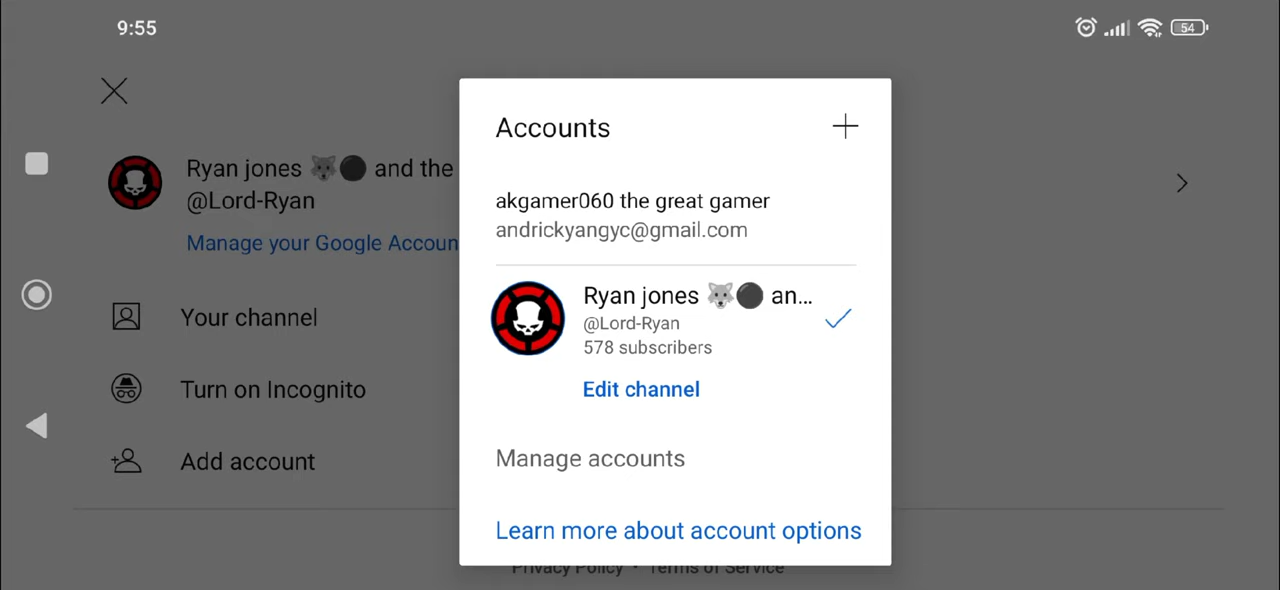 9:55
54
Accounts
Ryan jones 🐺⚫ and the
@Lord-Ryan
Manage your Google Accoun
akgamer060 the great gamer
andrickyangyc@gmail.com
Ryan jones 🐺⚫ an...
@Lord-Ryan
578 subscribers
Edit channel
Your channel
Turn on Incognito
Add account
Manage accounts
Learn more about account options
Privacy Policy • Terms of Service